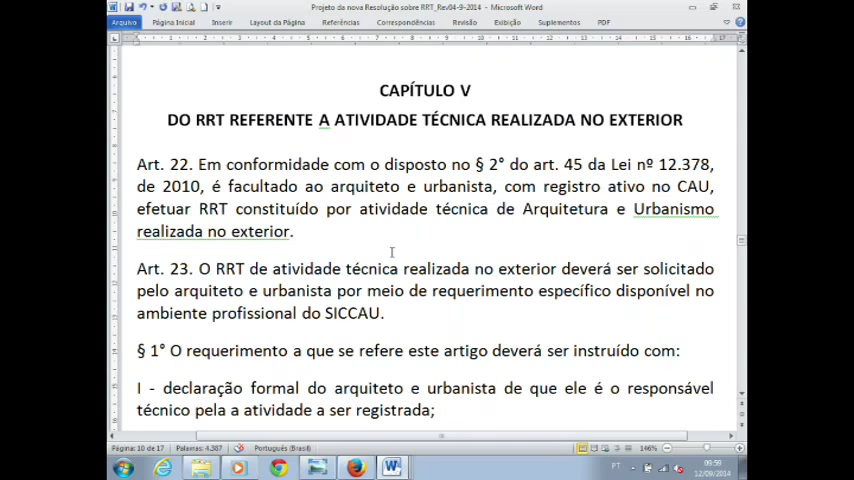 Projeto da nova Resolução sobre RRT_Rev04-9-2014 - Microsoft Word
Arquivo Página Inicial Inserir Layout da Página Referências Correspondências Revisão Exibição Suplementos PDF
CAPÍTULO V
DO RRT REFERENTE A ATIVIDADE TÉCNICA REALIZADA NO EXTERIOR
Art. 22. Em conformidade com o disposto no § 2° do art. 45 da Lei nº 12.378,
de 2010, é facultado ao arquiteto e urbanista, com registro ativo no CAU,
efetuar RRT constituído por atividade técnica de Arquitetura e Urbanismo
realizada no exterior.
Art. 23. O RRT de atividade técnica realizada no exterior deverá ser solicitado
pelo arquiteto e urbanista por meio de requerimento específico disponível no
ambiente profissional do SICCAU.
§ 1° O requerimento a que se refere este artigo deverá ser instruído com:
I - declaração formal do arquiteto e urbanista de que ele é o responsável
técnico pela a atividade a ser registrada;
Página: 10 de 17 Palavras: 4.387 Português (Brasil) 146%
PT 09:59
12/09/2014